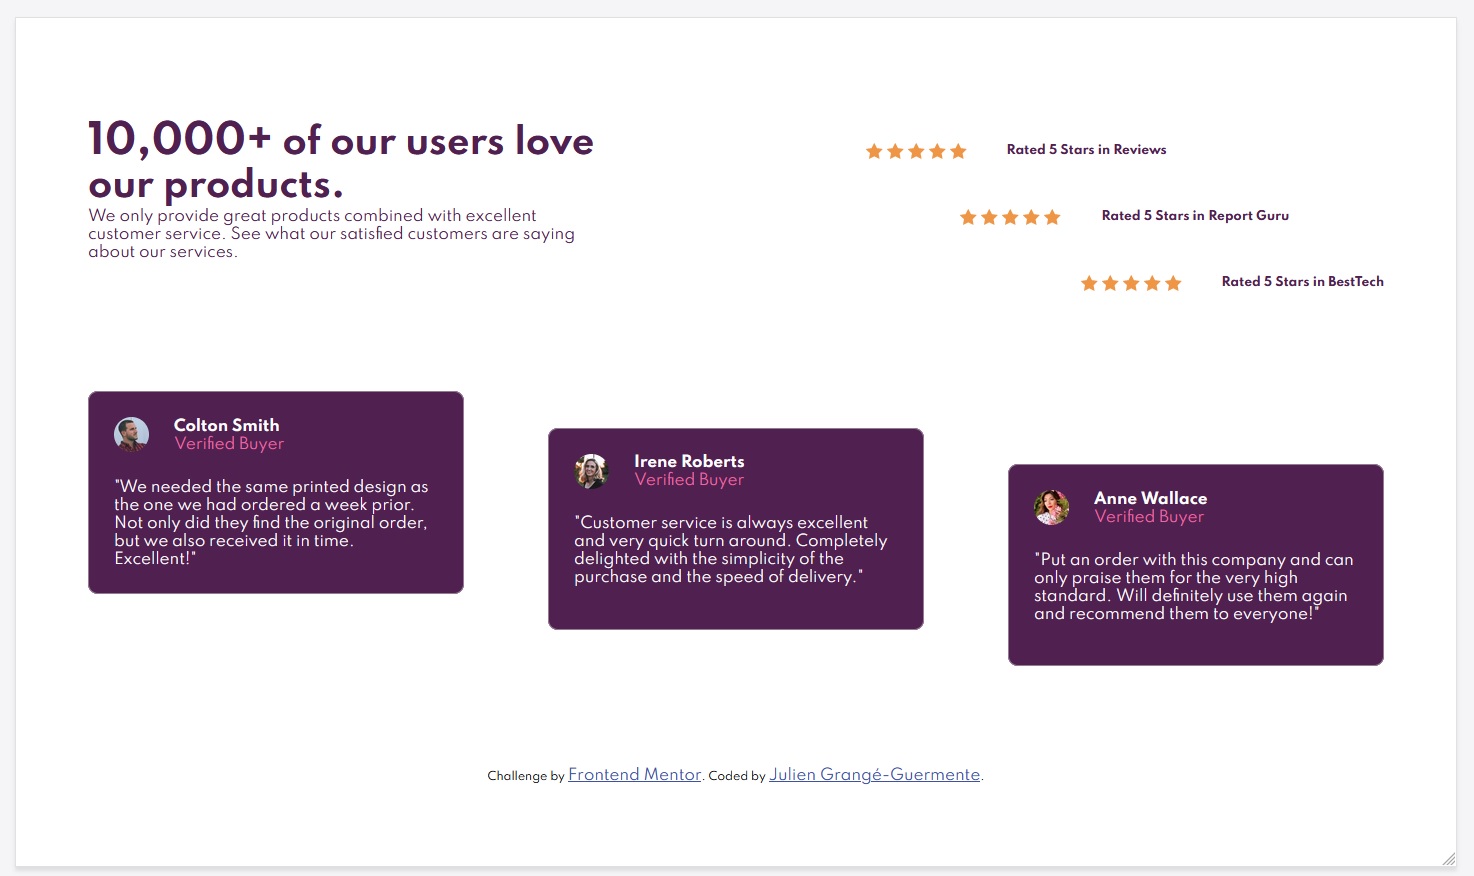 10,000+ of our users love
our products.
We only provide great products combined with excellent
customer service. See what our satisfied customers are saying
about our services.
Rated 5 Stars in Reviews
Rated 5 Stars in Report Guru
Rated 5 Stars in BestTech
Colton Smith
Verified Buyer
"We needed the same printed design as
the one we had ordered a week prior.
Not only did they find the original order,
but we also received it in time.
Excellent!"
Irene Roberts
Verified Buyer
"Customer service is always excellent
and very quick turn around. Completely
delighted with the simplicity of the
purchase and the speed of delivery."
Anne Wallace
Verified Buyer
"Put an order with this company and can
only praise them for the very high
standard. Will definitely use them again
and recommend them to everyone!"
Challenge by Frontend Mentor. Coded by Julien Grangé-Guermente.